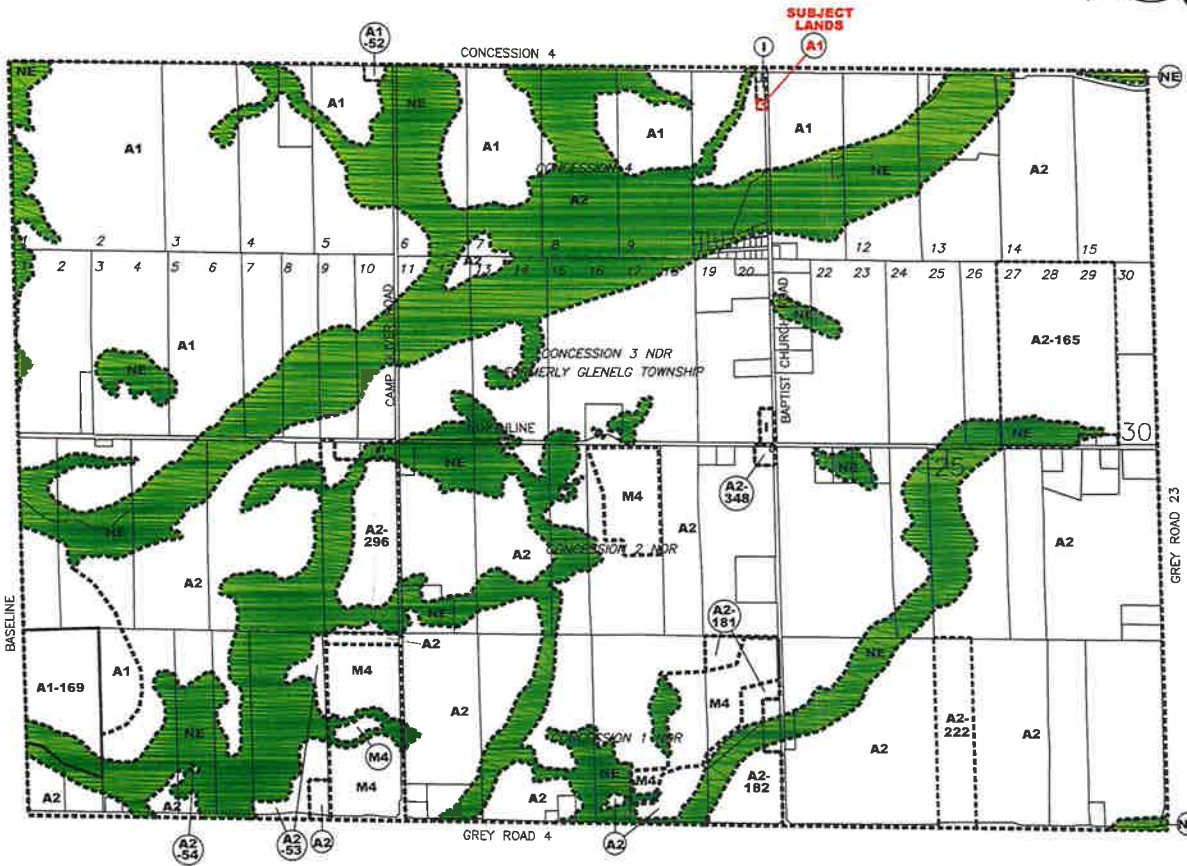 SUBJECT
LANDS
A1
-52
CONCESSION 4
I
A1
NE
NE
A1
NE
A1
A1
A1
A1
CONCESSION 4
NE
A2
A2
1 2 3 4 5 6 7 8 9 12 13 14 15
A2
2 3 4 5 6 7 8 9 10 11 13 14 15 16 17 18 19 20 22 23 24 25 26 27 28 29 30
CAMP OLIVER ROAD
BAPTIST CHURCH ROAD
A1
NE
NE
A2-165
CONCESSION 3 NDR
FORMERLY GLENELG TOWNSHIP
I
NE
30
NE
NE
25
A2-
348
M4
A2
A2-
296
NE
A2
CONCESSION 2 NDR
A2
A2
GREY ROAD 23
BASELINE
NE
A2-
181
A2
NE
A1-169
A1
M4
A2
M4
A2-
222
A2
NE
CONCESSION 1 NDR
A2
M4
M4
NE
M4
A2-
182
A2
A2
A2
A2
-54
A2
-53
A2
GREY ROAD 4
A2